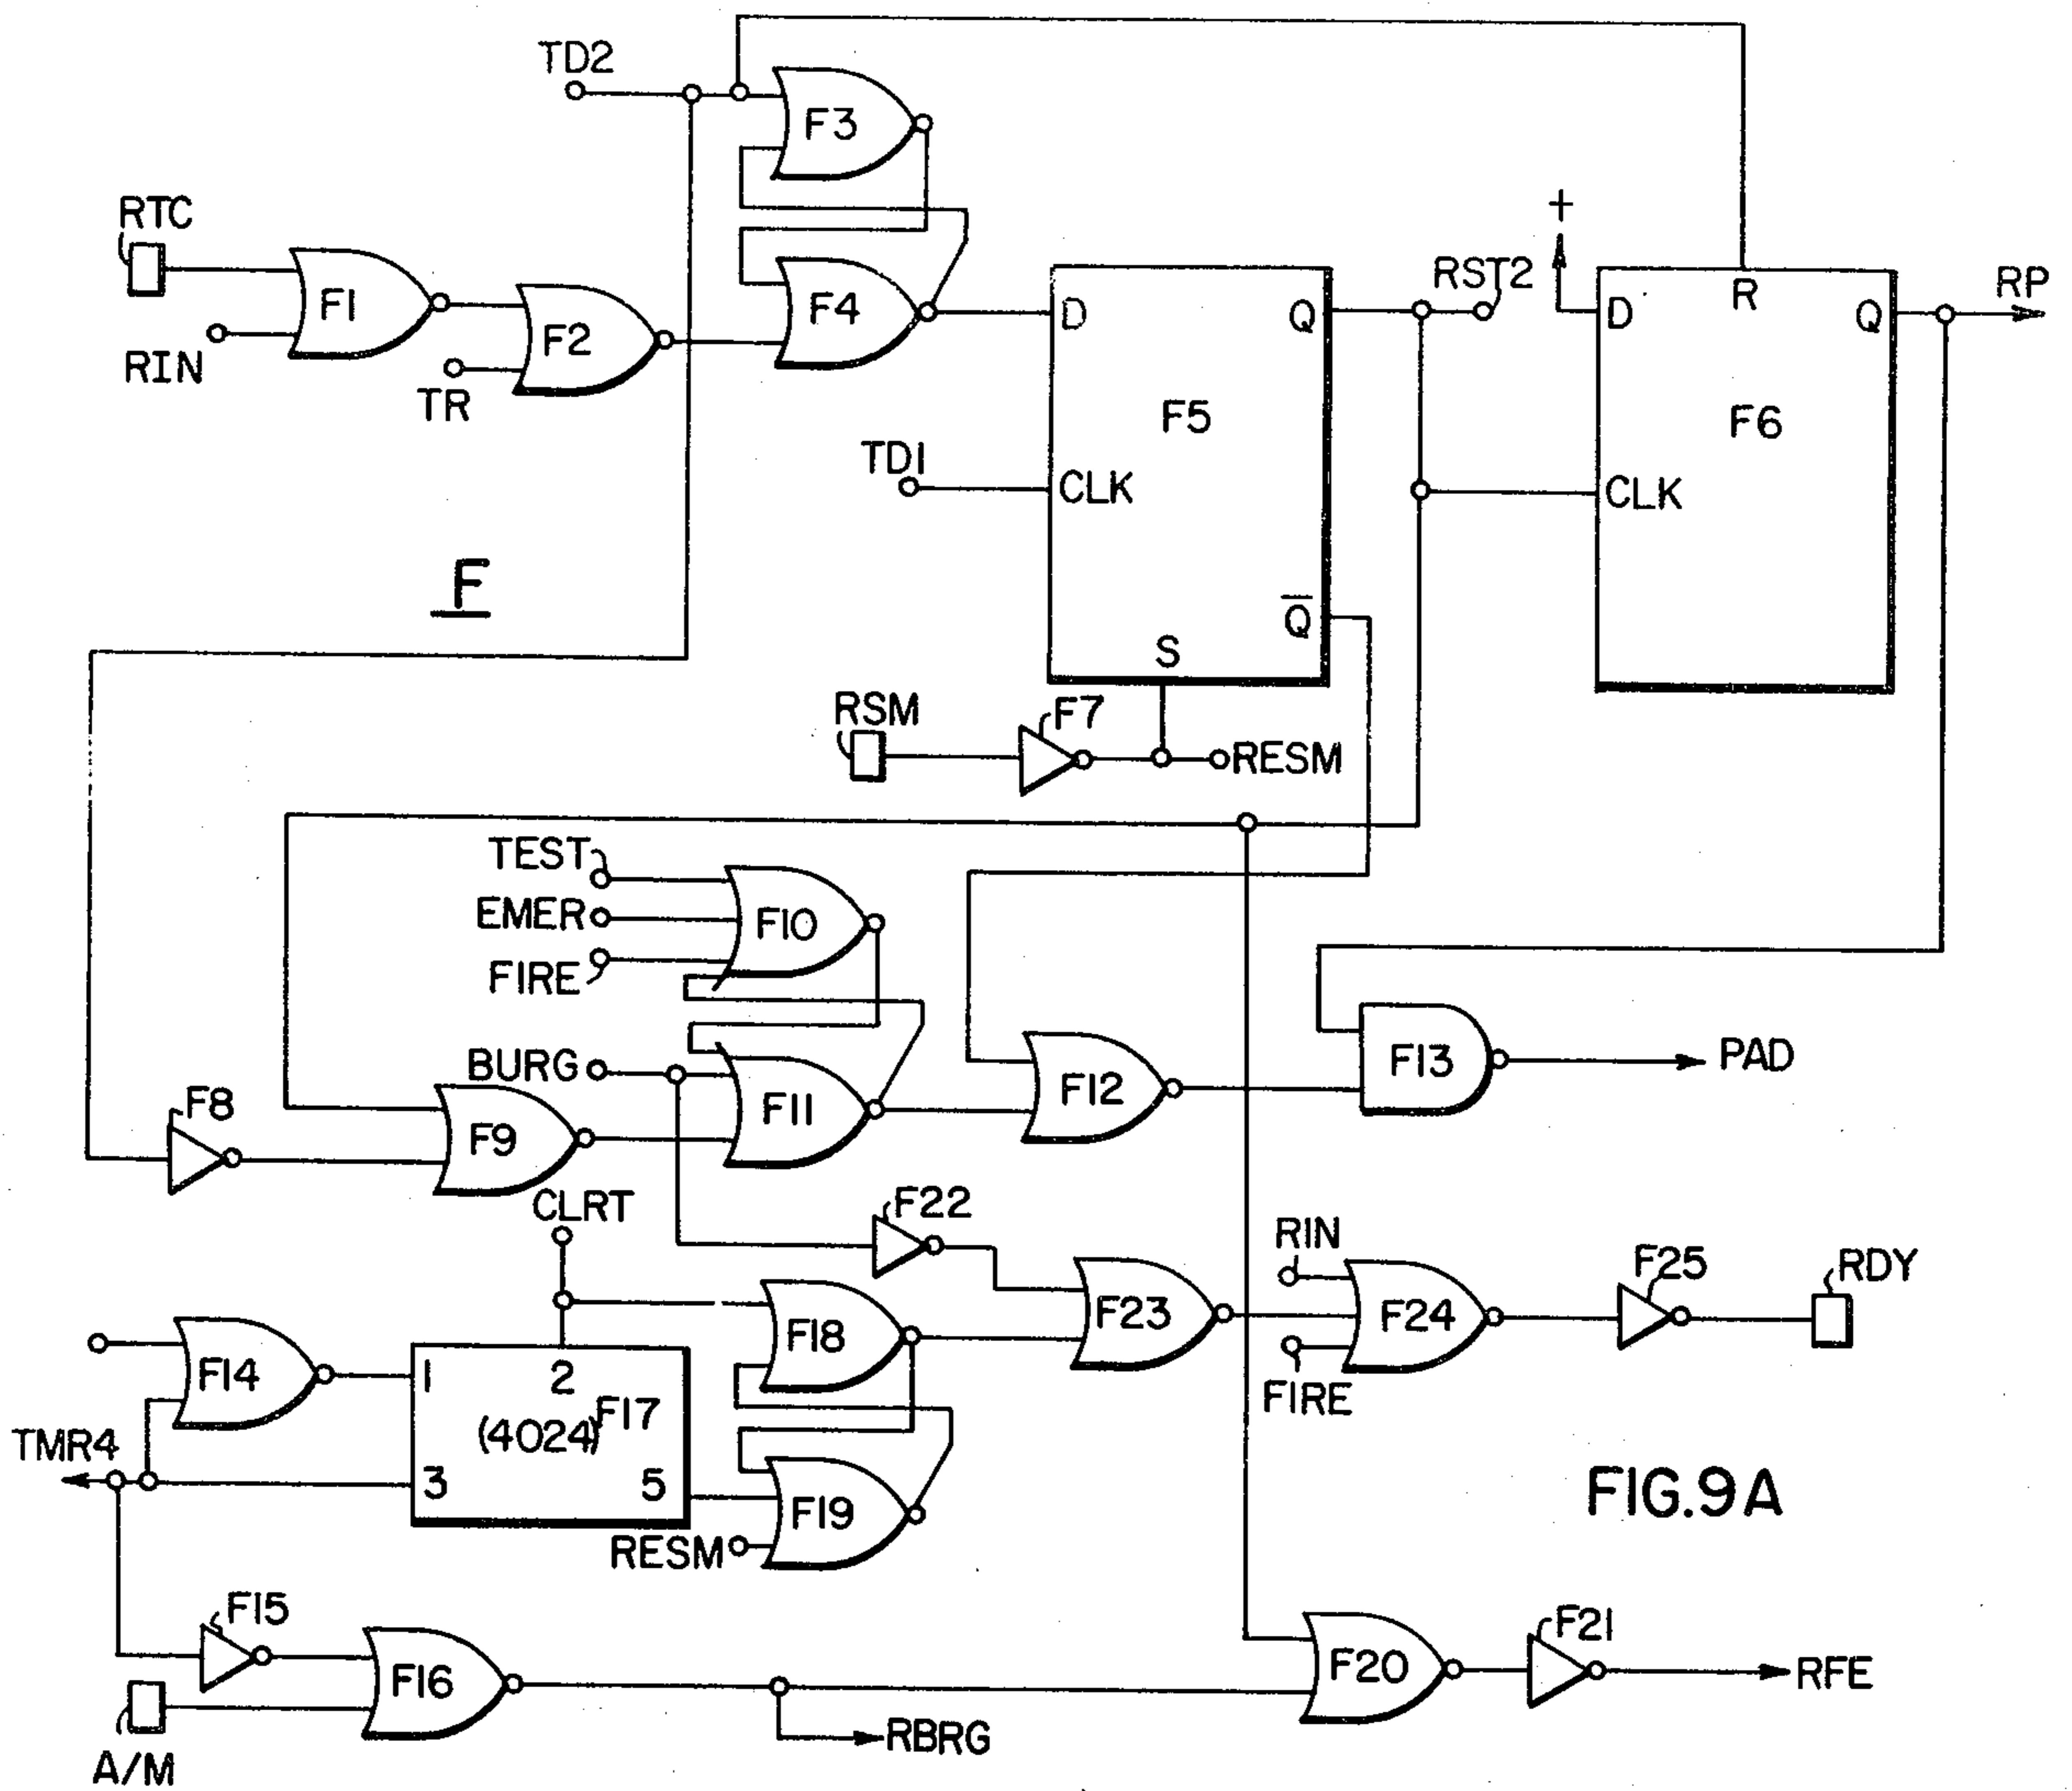 TD2
F3
RTC
F1
RIN
F2
TR
F4
D
Q
RST2
+
D
R
Q
RP
F5
F6
TD1
CLK
CLK
F
Q̅
S
RSM
F7
RESM
TEST
EMER
F10
FIRE
BURG
F11
F12
F13
PAD
F8
F9
CLRT
F22
RIN
F25
RDY
F23
F24
F18
F14
1
2
F17
(4024)
FIRE
TMR4
3
5
F19
FIG.9A
RESM
F15
F16
F20
F21
RFE
A/M
RBRG